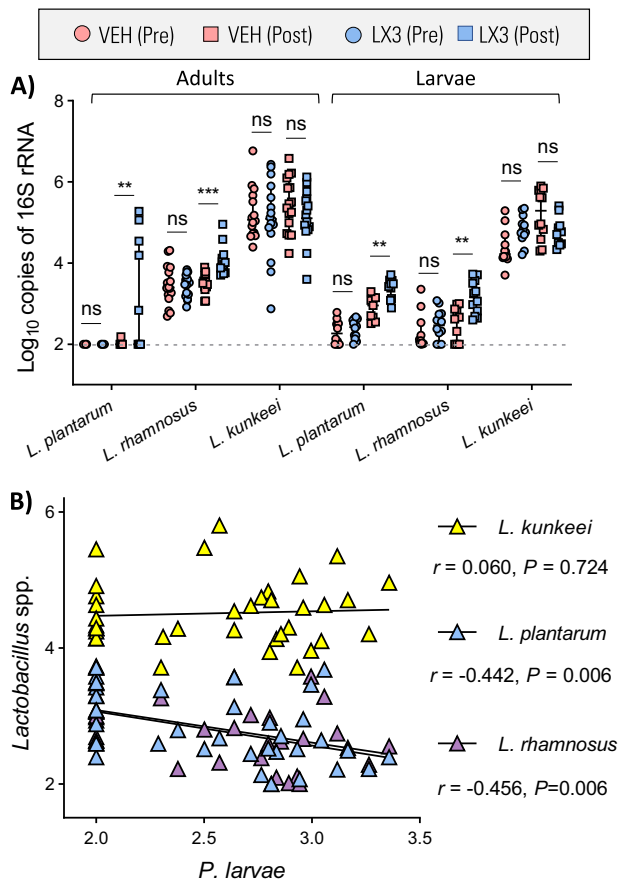 VEH (Pre) VEH (Post) LX3 (Pre) LX3 (Post)
A)
Adults Larvae
Log10 copies of 16S rRNA
8
6
4
2
ns ** ns *** ns ns ns ** ns ** ns ns
L. plantarum L. rhamnosus L. kunkeei L. plantarum L. rhamnosus L. kunkeei
B)
Lactobacillus spp.
6
4
2
2.0 2.5 3.0 3.5
P. larvae
L. kunkeei
r = 0.060, P = 0.724
L. plantarum
r = -0.442, P = 0.006
L. rhamnosus
r = -0.456, P=0.006